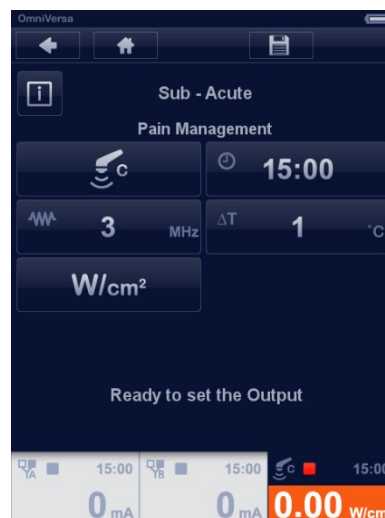 OmniVersa
i
Sub - Acute
Pain Management
C 15:00
3 MHz ΔT 1 °C
W/cm²
Ready to set the Output
A 15:00 B 15:00 C 15:00
0 mA 0 mA 0.00 W/cm